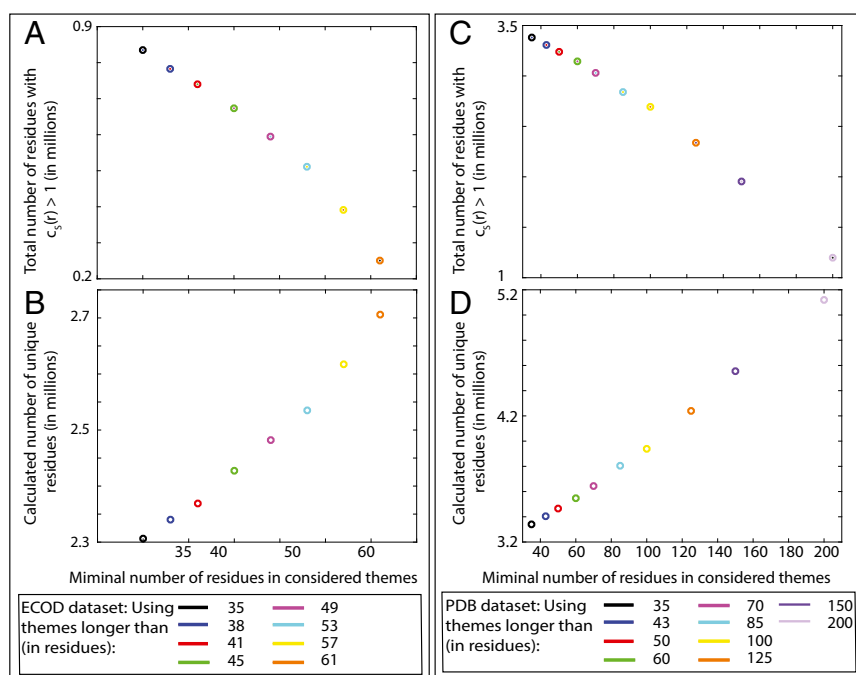 A
0.9
0.2
Total number of residues with
c_s(r) > 1 (in millions)
B
2.7
2.5
2.3
Calculated number of unique
residues (in millions)
35 40 50 60
Miminal number of residues in considered themes
ECOD dataset: Using
themes longer than
(in residues):
35
38
41
45
49
53
57
61
C
3.5
1
Total number of residues with
c_s(r) > 1 (in millions)
D
5.2
4.2
3.2
Calculated number of unique
residues (in millions)
40 60 80 100 120 140 160 180 200
Miminal number of residues in considered themes
PDB dataset: Using
themes longer than
(in residues):
35
43
50
60
70
85
100
125
150
200